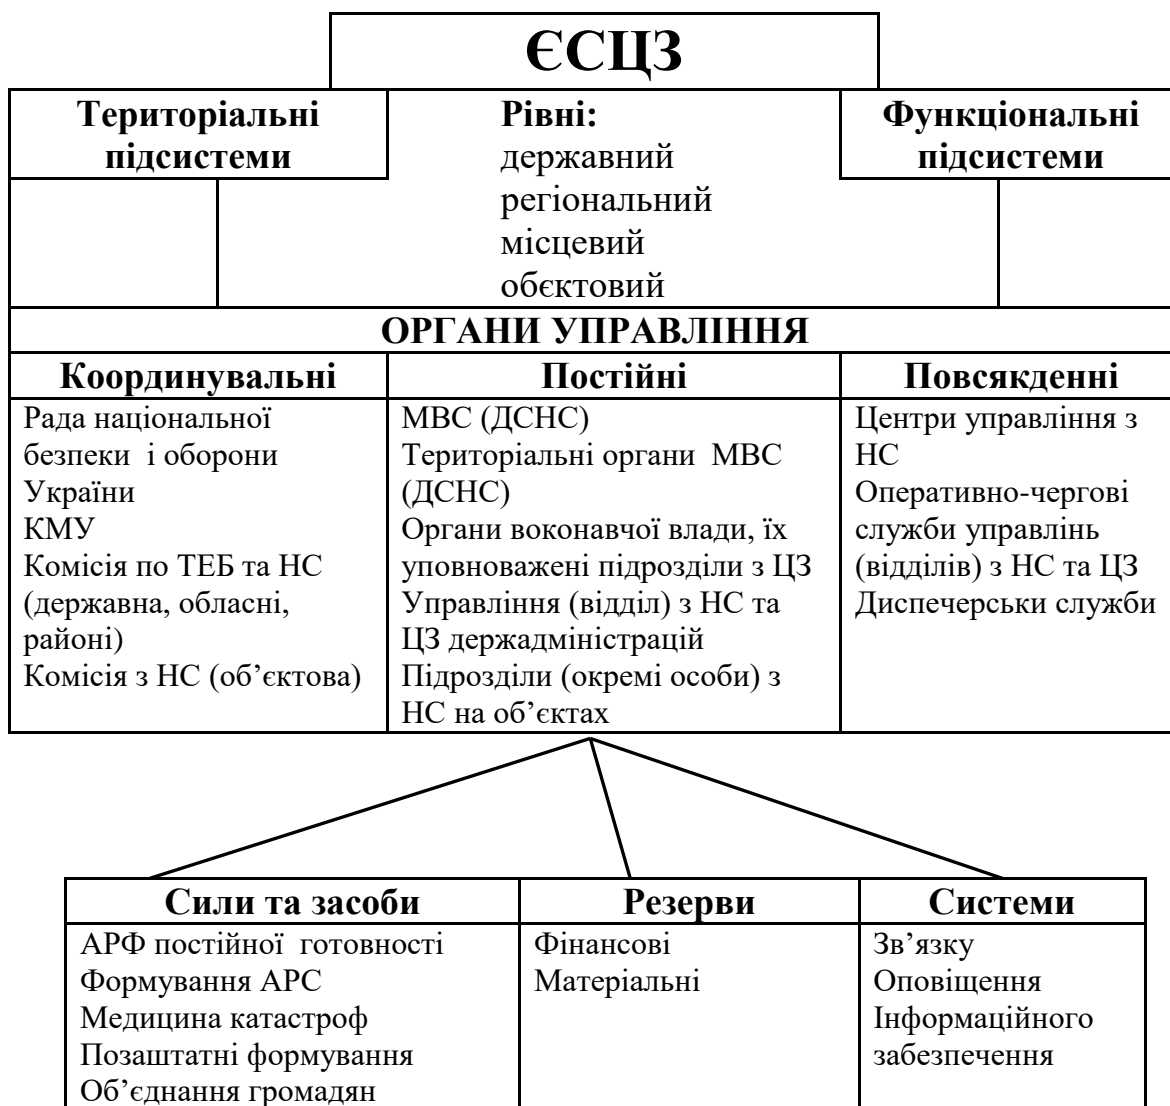 ЄСЦЗ
Територіальні
підсистеми
Рівні:
державний
регіональний
місцевий
обєктовий
Функціональні
підсистеми
ОРГАНИ УПРАВЛІННЯ
Координувальні
Рада національної
безпеки і оборони
України
КМУ
Комісія по ТЕБ та НС
(державна, обласні,
районі)
Комісія з НС (об’єктова)
Постійні
МВС (ДСНС)
Територіальні органи МВС
(ДСНС)
Органи воконавчої влади, їх
уповноважені підрозділи з ЦЗ
Управління (відділ) з НС та
ЦЗ держадміністрацій
Підрозділи (окремі особи) з
НС на об’єктах
Повсякденні
Центри управління з
НС
Оперативно-чергові
служби управлінь
(відділів) з НС та ЦЗ
Диспечерськи служби
Сили та засоби
АРФ постійної готовності
Формування АРС
Медицина катастроф
Позаштатні формування
Об’єднання громадян
Резерви
Фінансові
Матеріальні
Системи
Зв’язку
Оповіщення
Інформаційного
забезпечення